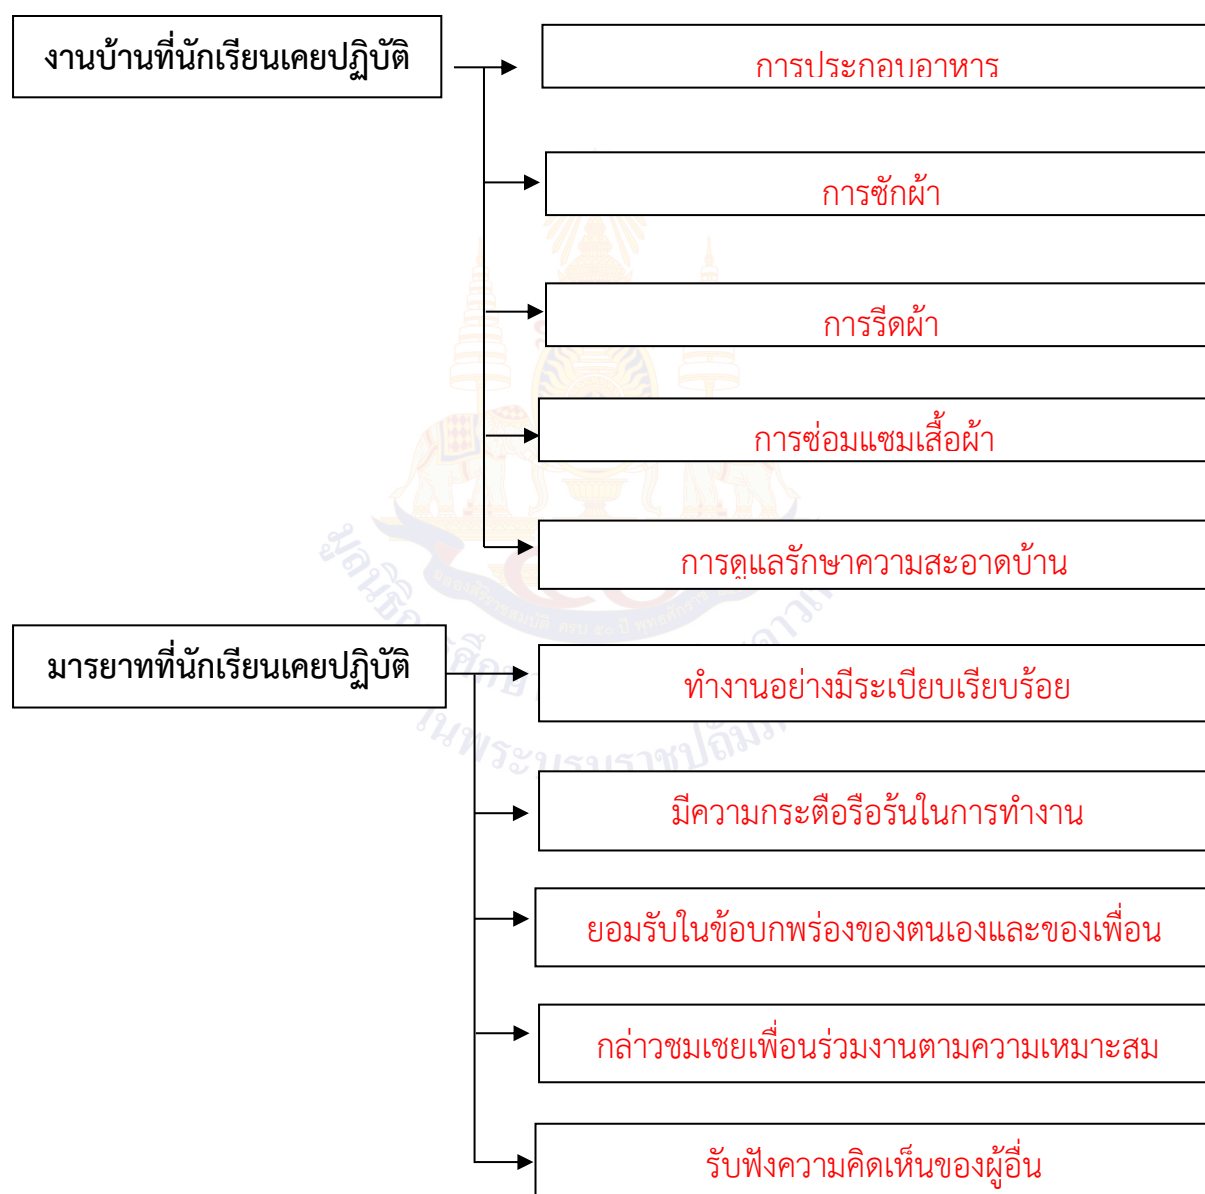 งานบ้านที่นักเรียนเคยปฏิบัติ
การประกอบอาหาร
การซักผ้า
การรีดผ้า
การซ่อมแซมเสื้อผ้า
การดูแลรักษาความสะอาดบ้าน
มารยาทที่นักเรียนเคยปฏิบัติ
ทำงานอย่างมีระเบียบเรียบร้อย
มีความกระตือรือร้นในการทำงาน
ยอมรับในข้อบกพร่องของตนเองและของเพื่อน
กล่าวชมเชยเพื่อนร่วมงานตามความเหมาะสม
รับฟังความคิดเห็นของผู้อื่น